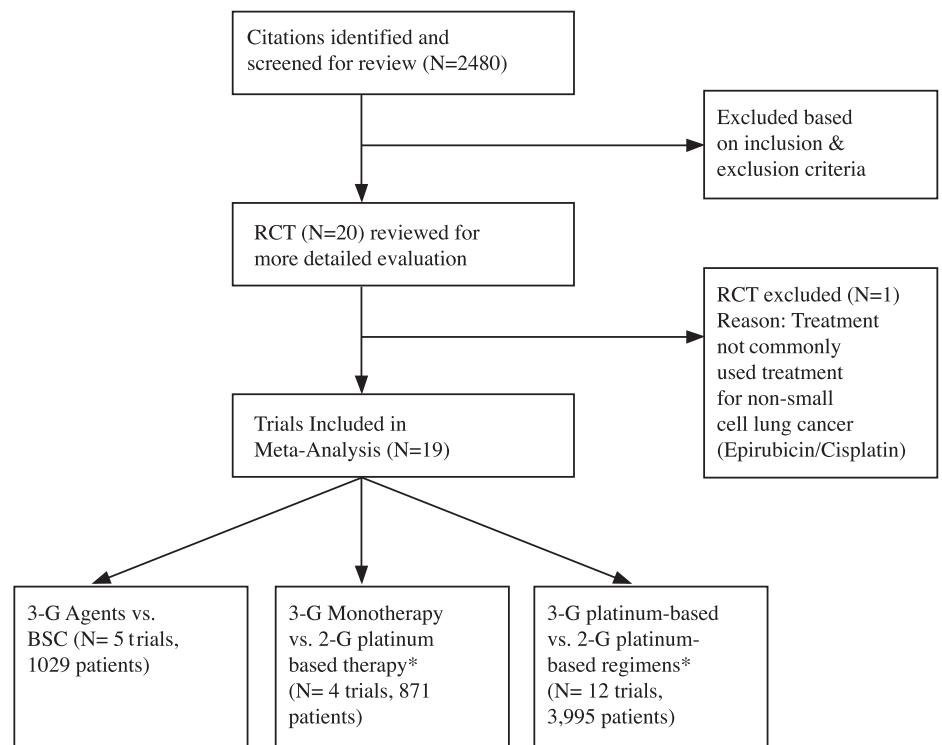 Citations identified and
screened for review (N=2480)
Excluded based
on inclusion &
exclusion criteria
RCT (N=20) reviewed for
more detailed evaluation
RCT excluded (N=1)
Reason: Treatment
not commonly
used treatment
for non-small
cell lung cancer
(Epirubicin/Cisplatin)
Trials Included in
Meta-Analysis (N=19)
3-G Agents vs.
BSC (N= 5 trials,
1029 patients)
3-G Monotherapy
vs. 2-G platinum
based therapy*
(N= 4 trials, 871
patients)
3-G platinum-based
vs. 2-G platinum-
based regimens*
(N= 12 trials,
3,995 patients)